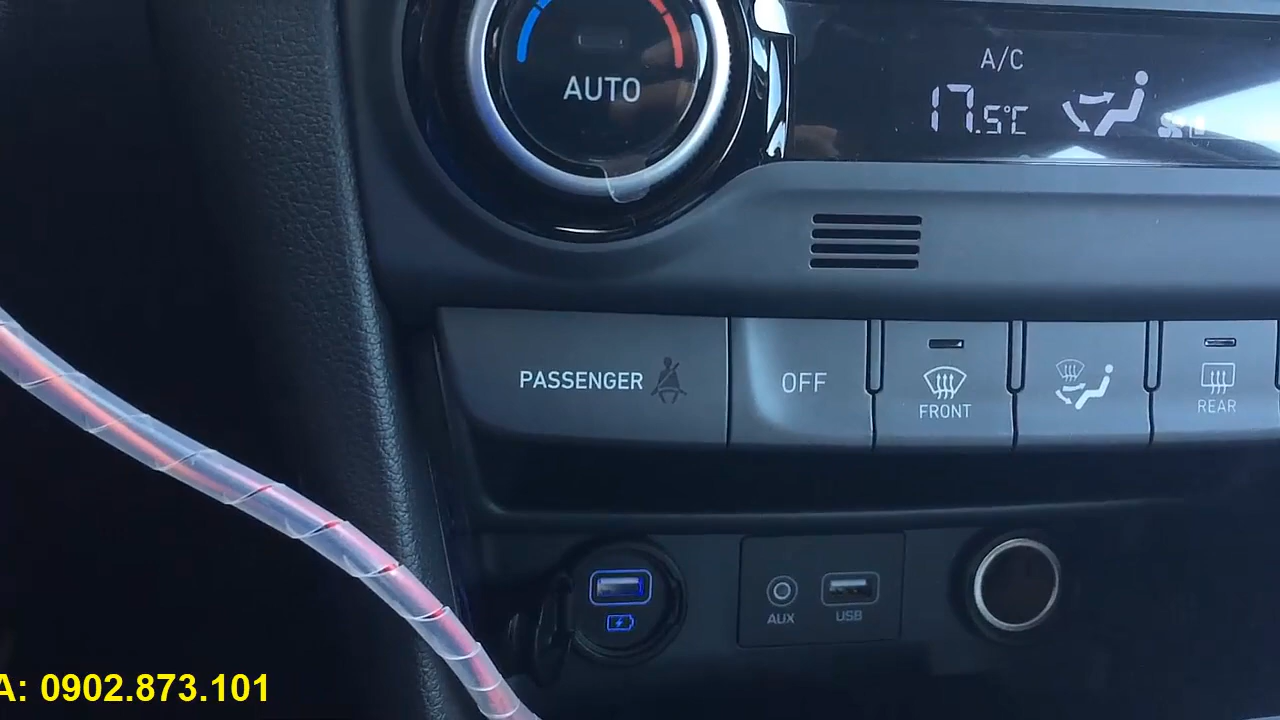 AUTO
A/C
17.5°C
PASSENGER
OFF
FRONT
REAR
AUX
USB
A: 0902.873.101